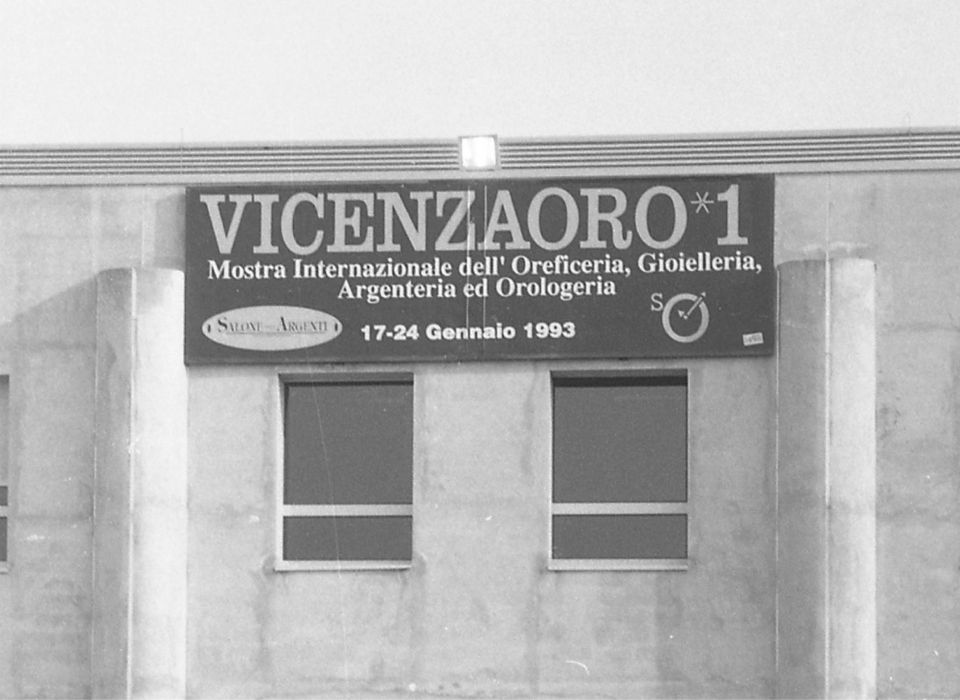 VICENZAORO*1
Mostra Internazionale dell' Oreficeria, Gioielleria,
Argenteria ed Orologeria
SALONE ARGENTI
17-24 Gennaio 1993
S